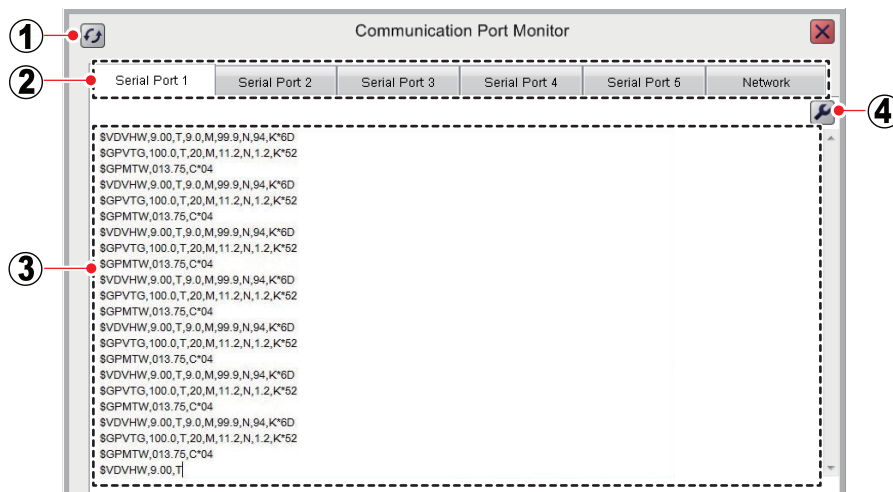 Communication Port Monitor
1
2
Serial Port 1 Serial Port 2 Serial Port 3 Serial Port 4 Serial Port 5 Network
4
$VDVHW,9.00,T,9.0,M,99.9,N,94,K*6D
$GPVTG,100.0,T,20,M,11.2,N,1.2,K*52
$GPMTW,013.75,C*04
$VDVHW,9.00,T,9.0,M,99.9,N,94,K*6D
$GPVTG,100.0,T,20,M,11.2,N,1.2,K*52
$GPMTW,013.75,C*04
$VDVHW,9.00,T,9.0,M,99.9,N,94,K*6D
$GPVTG,100.0,T,20,M,11.2,N,1.2,K*52
$GPMTW,013.75,C*04
3
$VDVHW,9.00,T,9.0,M,99.9,N,94,K*6D
$GPVTG,100.0,T,20,M,11.2,N,1.2,K*52
$GPMTW,013.75,C*04
$VDVHW,9.00,T,9.0,M,99.9,N,94,K*6D
$GPVTG,100.0,T,20,M,11.2,N,1.2,K*52
$GPMTW,013.75,C*04
$VDVHW,9.00,T,9.0,M,99.9,N,94,K*6D
$GPVTG,100.0,T,20,M,11.2,N,1.2,K*52
$GPMTW,013.75,C*04
$VDVHW,9.00,T,9.0,M,99.9,N,94,K*6D
$GPVTG,100.0,T,20,M,11.2,N,1.2,K*52
$GPMTW,013.75,C*04
$VDVHW,9.00,T